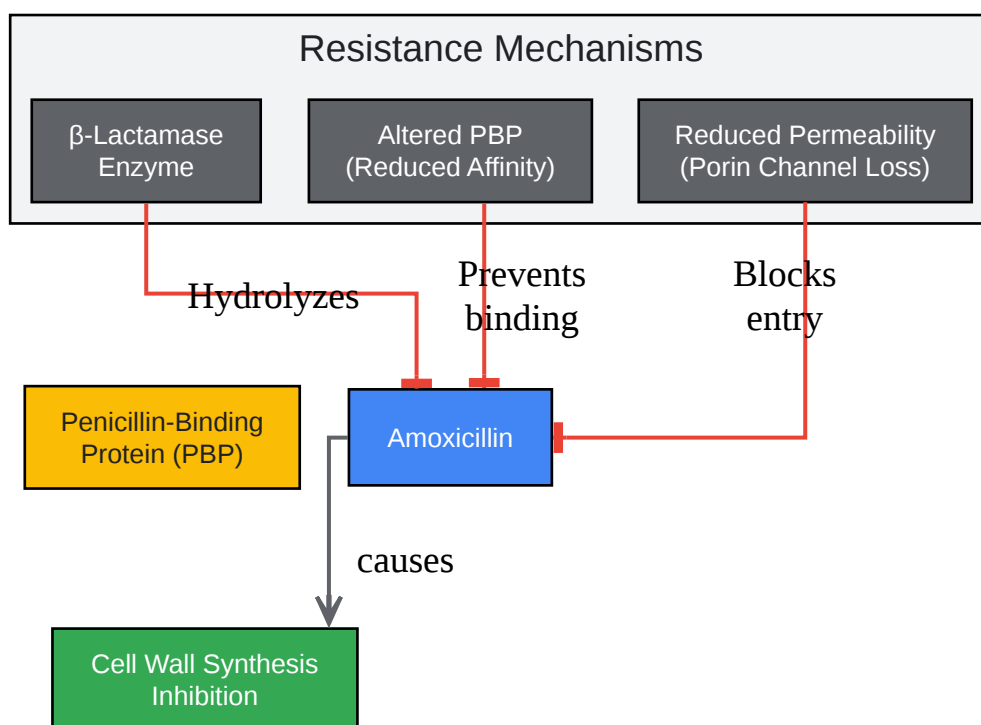 Resistance Mechanisms
β-Lactamase
Enzyme
Altered PBP
(Reduced Affinity)
Reduced Permeability
(Porin Channel Loss)
Hydrolyzes
Prevents
binding
Blocks
entry
Penicillin-Binding
Protein (PBP)
Amoxicillin
causes
Cell Wall Synthesis
Inhibition